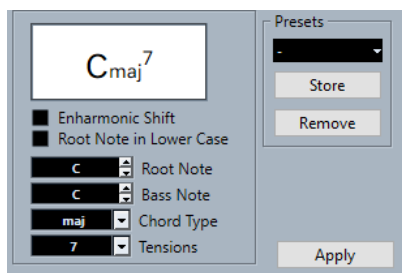 Cmaj7
Enharmonic Shift
Root Note in Lower Case
C Root Note
C Bass Note
maj Chord Type
7 Tensions
Presets
-
Store
Remove
Apply